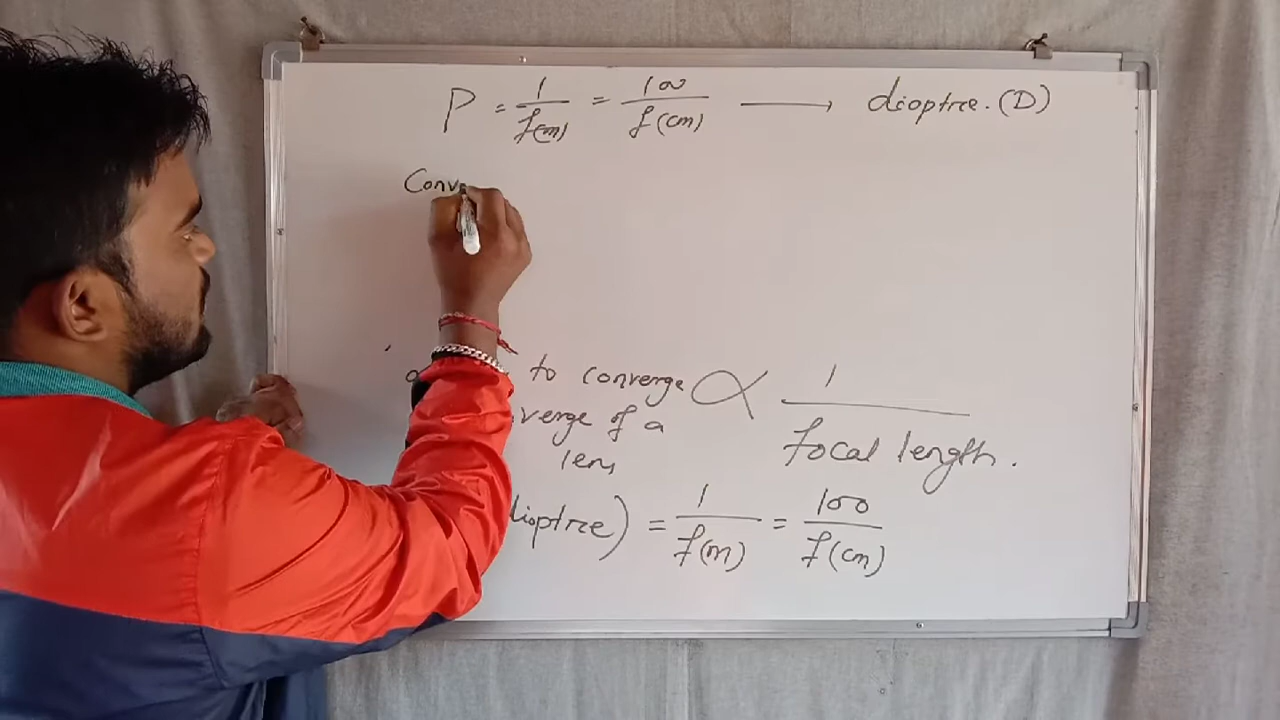 P = 1/f(m) = 100/f(cm) ⟶ dioptre. (D)
Conv
to converge ∝ 1/focal length.
verge of a
lens
dioptre) = 1/f(m) = 100/f(cm)